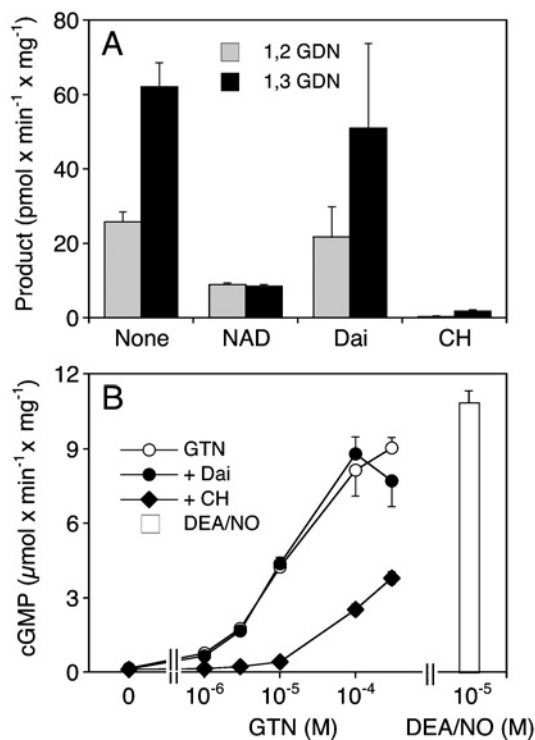 80
A
1,2 GDN
1,3 GDN
60
40
20
0
Product (pmol x min⁻¹ x mg⁻¹)
None NAD Dai CH
12
B
GTN
+ Dai
+ CH
DEA/NO
9
6
3
0
cGMP (µmol x min⁻¹ x mg⁻¹)
0 10⁻⁶ 10⁻⁵ 10⁻⁴ 10⁻⁵
GTN (M) DEA/NO (M)